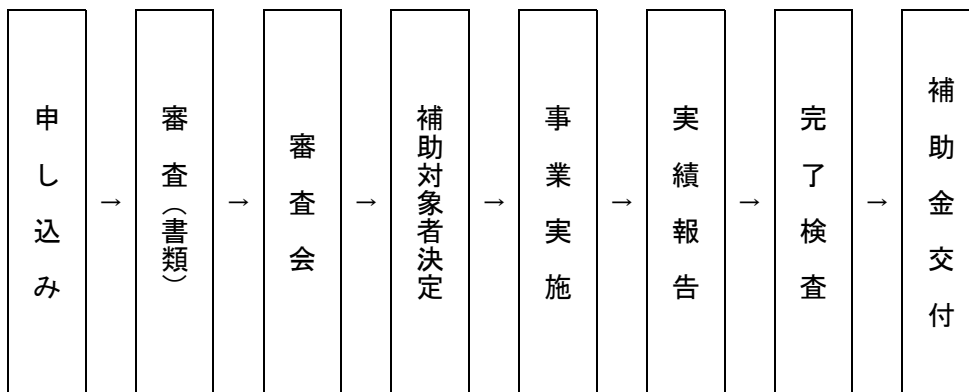 申し込み
→
審査（書類）
→
審査会
→
補助対象者決定
→
事業実施
→
実績報告
→
完了検査
→
補助金交付